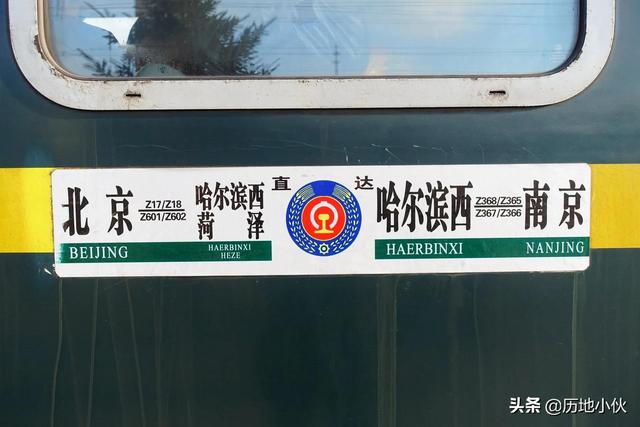 北京 Z17/Z18 哈尔滨西 直达 哈尔滨西 Z368/Z365 南京
Z601/Z602 菏泽 Z367/Z366
BEIJING HAERBINXI HAERBINXI NANJING
HEZE
头条 @历地小伙